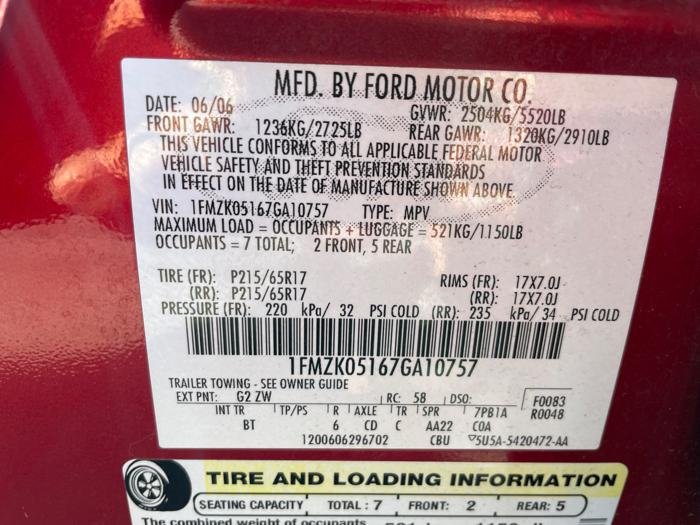 MFD. BY FORD MOTOR CO.
DATE: 06/06 GVWR: 2504KG/5520LB
FRONT GAWR: 1236KG/2725LB REAR GAWR: 1320KG/2910LB
THIS VEHICLE CONFORMS TO ALL APPLICABLE FEDERAL MOTOR
VEHICLE SAFETY AND THEFT PREVENTION STANDARDS
IN EFFECT ON THE DATE OF MANUFACTURE SHOWN ABOVE.
VIN: 1FMZK05167GA10757 TYPE: MPV
MAXIMUM LOAD = OCCUPANTS + LUGGAGE = 521KG/1150LB
OCCUPANTS = 7 TOTAL; 2 FRONT, 5 REAR
TIRE (FR): P215/65R17 RIMS (FR): 17X7.0J
(RR): P215/65R17 (RR): 17X7.0J
PRESSURE (FR): 220 kPa/ 32 PSI COLD (RR): 235 kPa/ 34 PSI COLD
1FMZK05167GA10757
TRAILER TOWING - SEE OWNER GUIDE
EXT PNT: G2 ZW RC: 58 DSO: F0083
INT TR TP/PS R AXLE TR SPR 7PB1A R0048
BT 6 CD C AA22 COA
1200606296702 CBU 5U5A-5420472-AA
TIRE AND LOADING INFORMATION
SEATING CAPACITY TOTAL: 7 FRONT: 2 REAR: 5
The combined weight of occupants